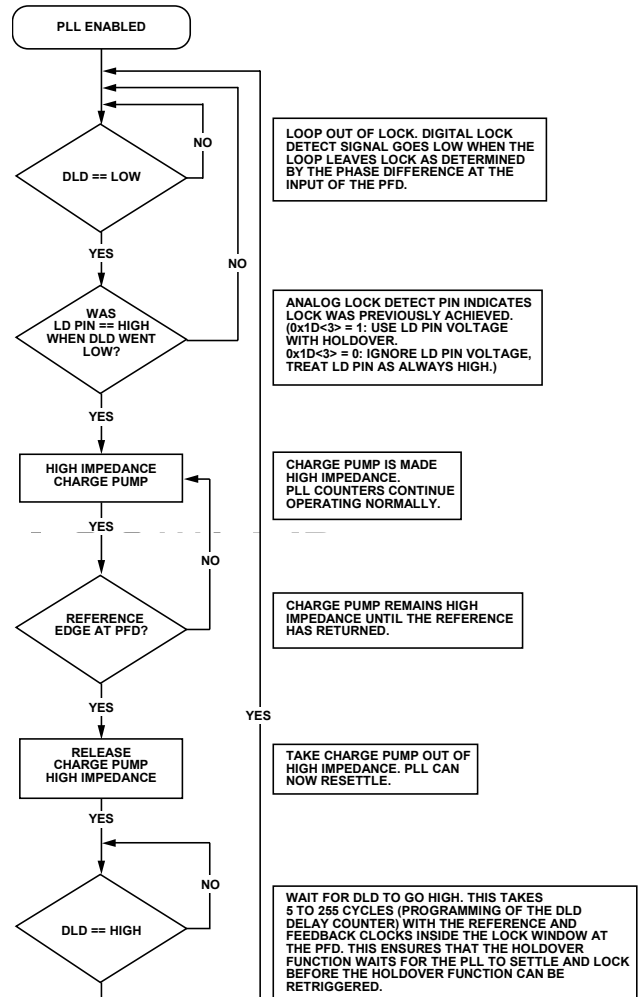 PLL ENABLED
NO
DLD == LOW
LOOP OUT OF LOCK. DIGITAL LOCK
DETECT SIGNAL GOES LOW WHEN THE
LOOP LEAVES LOCK AS DETERMINED
BY THE PHASE DIFFERENCE AT THE
INPUT OF THE PFD.
YES
NO
WAS
LD PIN == HIGH
WHEN DLD WENT
LOW?
ANALOG LOCK DETECT PIN INDICATES
LOCK WAS PREVIOUSLY ACHIEVED.
(0x1D<3> = 1: USE LD PIN VOLTAGE
WITH HOLDOVER.
0x1D<3> = 0: IGNORE LD PIN VOLTAGE,
TREAT LD PIN AS ALWAYS HIGH.)
YES
HIGH IMPEDANCE
CHARGE PUMP
CHARGE PUMP IS MADE
HIGH IMPEDANCE.
PLL COUNTERS CONTINUE
OPERATING NORMALLY.
YES
NO
REFERENCE
EDGE AT PFD?
CHARGE PUMP REMAINS HIGH
IMPEDANCE UNTIL THE REFERENCE
HAS RETURNED.
YES
YES
RELEASE
CHARGE PUMP
HIGH IMPEDANCE
TAKE CHARGE PUMP OUT OF
HIGH IMPEDANCE. PLL CAN
NOW RESETTLE.
YES
NO
DLD == HIGH
WAIT FOR DLD TO GO HIGH. THIS TAKES
5 TO 255 CYCLES (PROGRAMMING OF THE DLD
DELAY COUNTER) WITH THE REFERENCE AND
FEEDBACK CLOCKS INSIDE THE LOCK WINDOW AT
THE PFD. THIS ENSURES THAT THE HOLDOVER
FUNCTION WAITS FOR THE PLL TO SETTLE AND LOCK
BEFORE THE HOLDOVER FUNCTION CAN BE
RETRIGGERED.